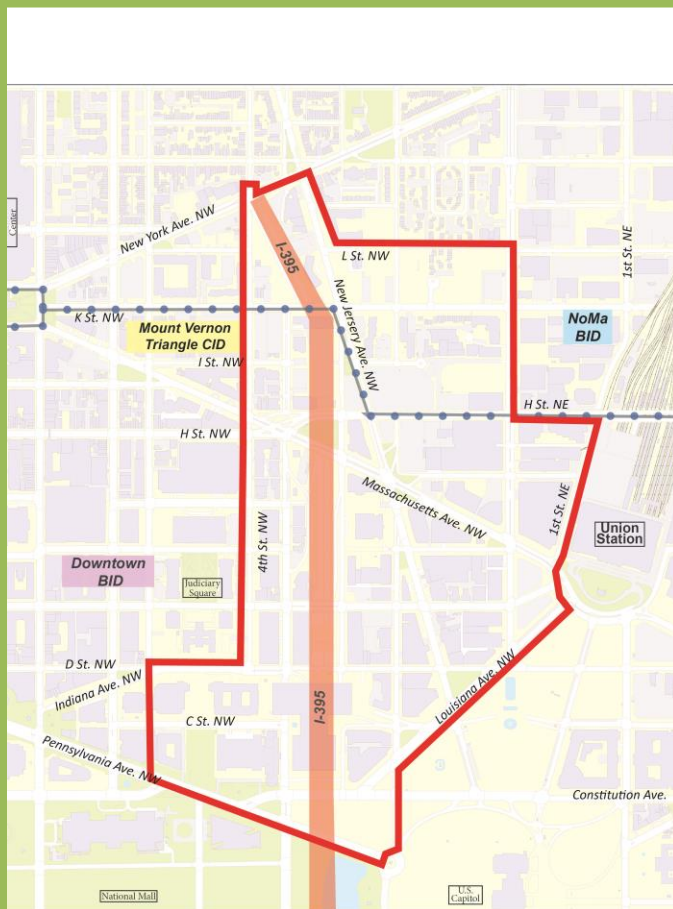 Center
New York Ave. NW
I-395
L St. NW
1st St. NE
New Jersery Ave. NW
K St. NW
Mount Vernon
Triangle CID
NoMa
BID
I St. NW
H St. NE
H St. NW
Massachusetts Ave. NW
1st St. NE
Union
Station
4th St. NW
Downtown
BID
Judiciary
Square
D St. NW
Indiana Ave. NW
Louisiana Ave. NW
I-395
C St. NW
Pennsylvania Ave. NW
Constitution Ave.
National Mall
U.S.
Capitol